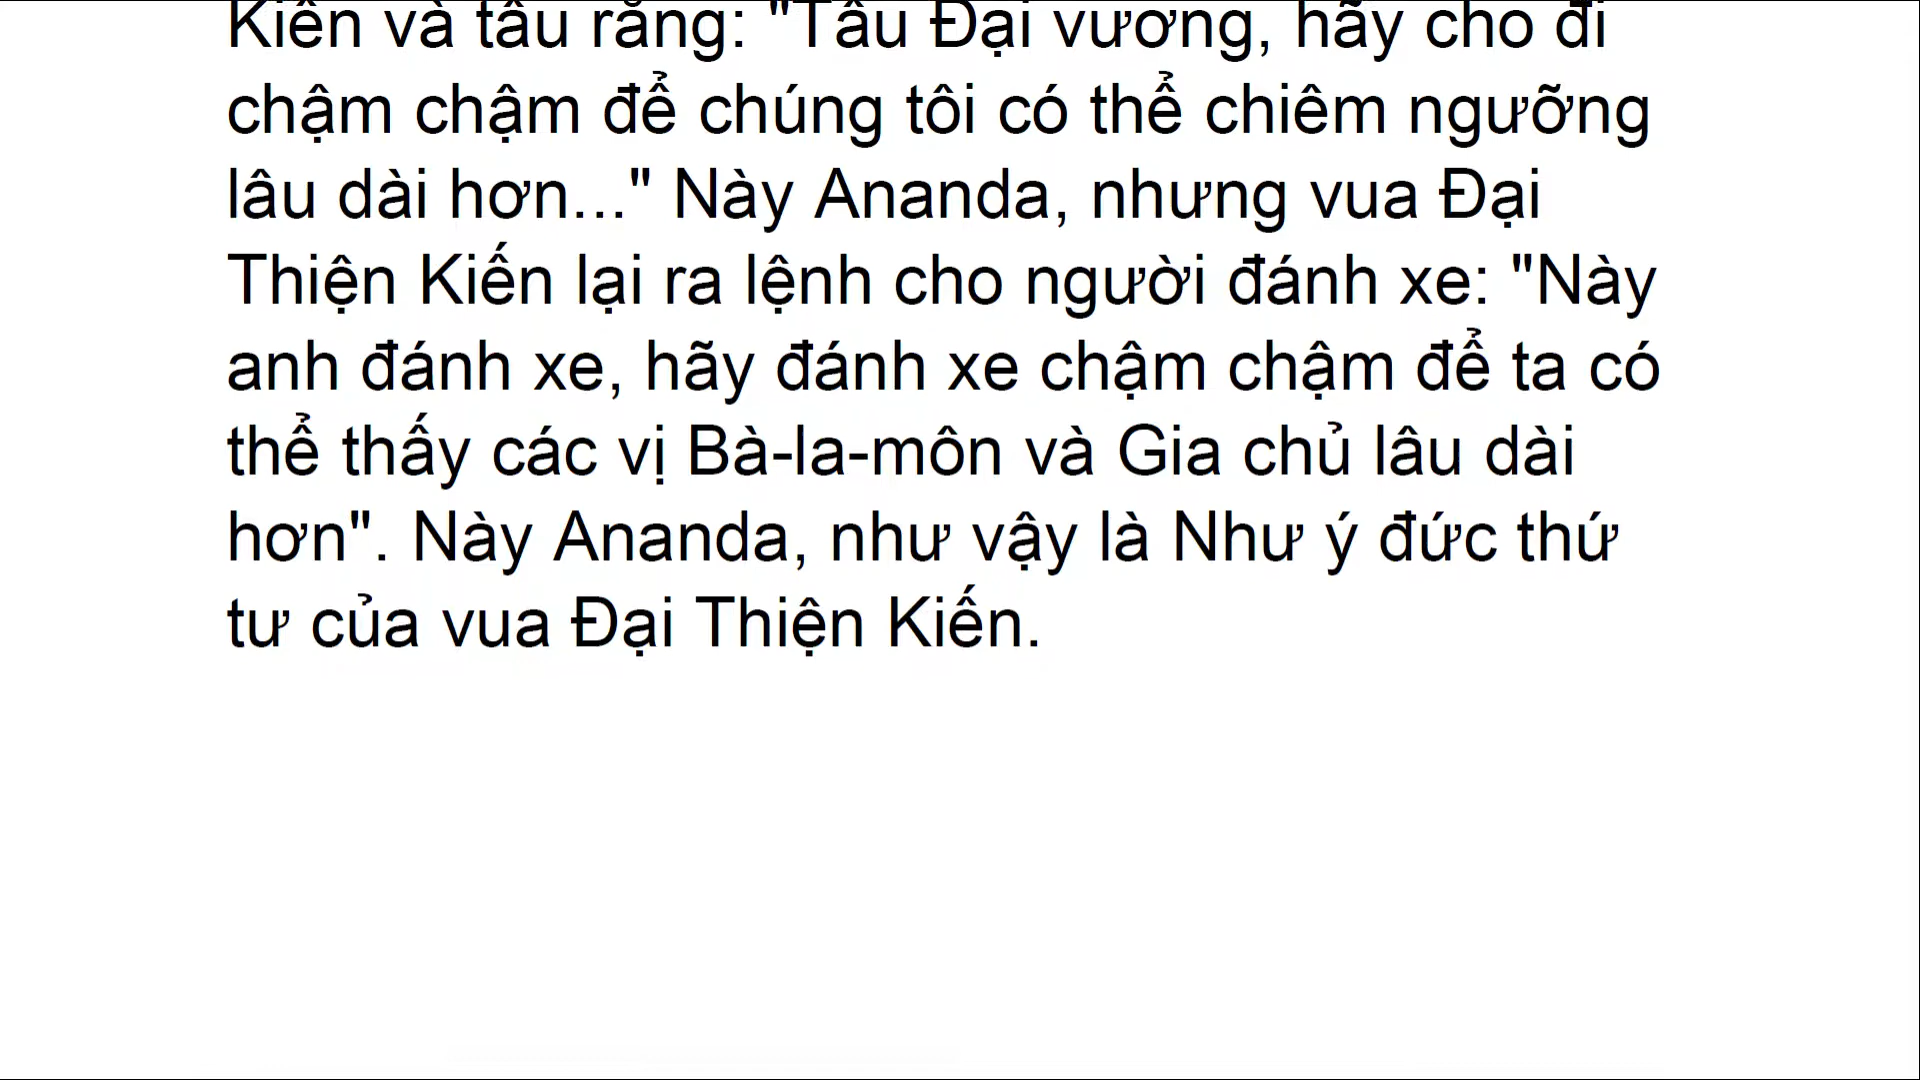 Kiến và tâu rằng: "Tâu Đại vương, hãy cho đi
chậm chậm để chúng tôi có thể chiêm ngưỡng
lâu dài hơn..." Này Ananda, nhưng vua Đại
Thiện Kiến lại ra lệnh cho người đánh xe: "Này
anh đánh xe, hãy đánh xe chậm chậm để ta có
thể thấy các vị Bà-la-môn và Gia chủ lâu dài
hơn". Này Ananda, như vậy là Như ý đức thứ
tư của vua Đại Thiện Kiến.